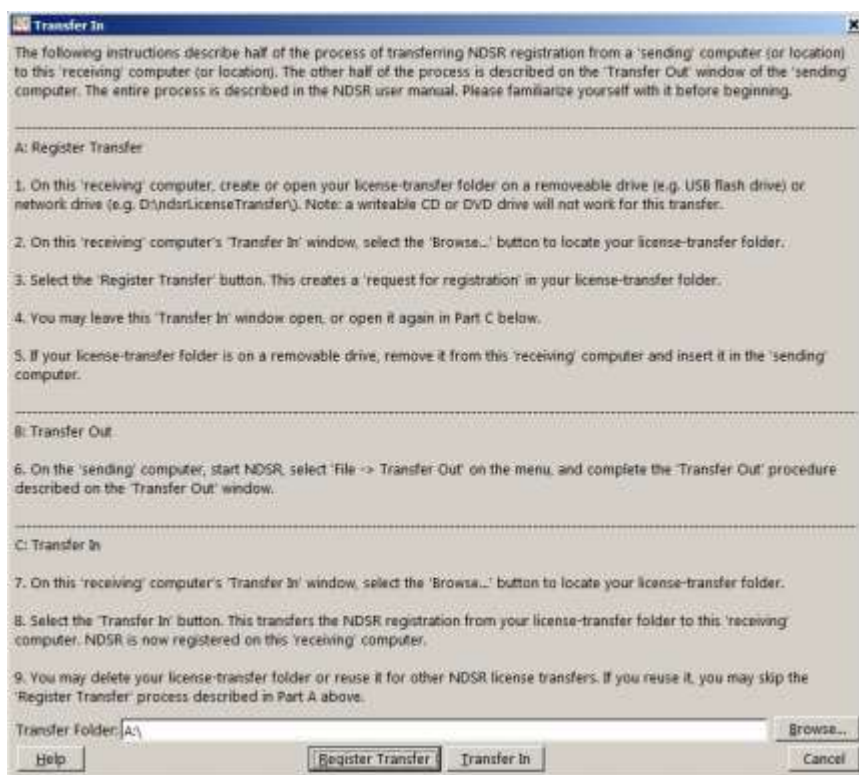 Transfer In
The following instructions describe half of the process of transferring NDSR registration from a 'sending' computer (or location)
to this 'receiving' computer (or location). The other half of the process is described on the 'Transfer Out' window of the 'sending'
computer. The entire process is described in the NDSR user manual. Please familiarize yourself with it before beginning.
A: Register Transfer
1. On this 'receiving' computer, create or open your license-transfer folder on a removeable drive (e.g. USB flash drive) or
network drive (e.g. D:\ndsrLicenseTransfer\). Note: a writeable CD or DVD drive will not work for this transfer.
2. On this 'receiving' computer's 'Transfer In' window, select the 'Browse...' button to locate your license-transfer folder.
3. Select the 'Register Transfer' button. This creates a 'request for registration' in your license-transfer folder.
4. You may leave this 'Transfer In' window open, or open it again in Part C below.
5. If your license-transfer folder is on a removable drive, remove it from this 'receiving' computer and insert it in the 'sending'
computer.
B: Transfer Out
6. On the 'sending' computer, start NDSR, select 'File -> Transfer Out' on the menu, and complete the 'Transfer Out' procedure
described on the 'Transfer Out' window.
C: Transfer In
7. On this 'receiving' computer's 'Transfer In' window, select the 'Browse...' button to locate your license-transfer folder.
8. Select the 'Transfer In' button. This transfers the NDSR registration from your license-transfer folder to this 'receiving'
computer. NDSR is now registered on this 'receiving' computer.
9. You may delete your license-transfer folder or reuse it for other NDSR license transfers. If you reuse it, you may skip the
'Register Transfer' process described in Part A above.
Transfer Folder: A:\ Browse...
Help Register Transfer Transfer In Cancel